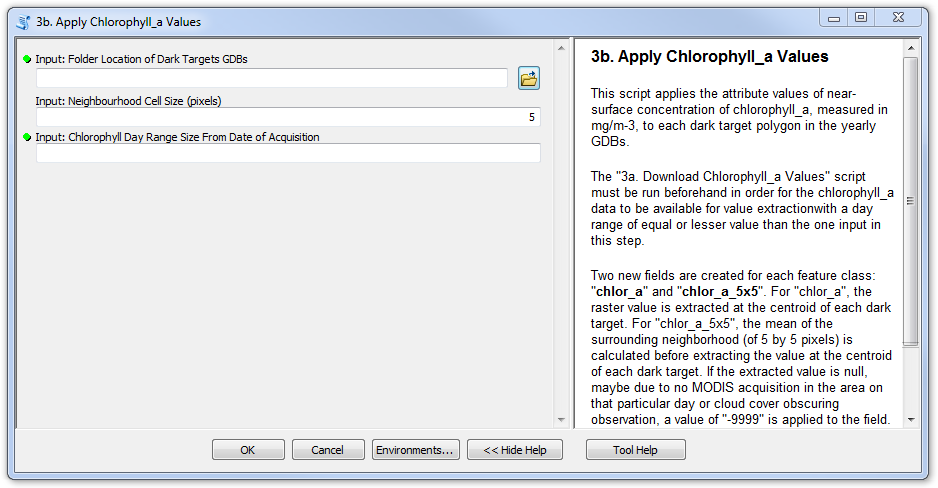 3b. Apply Chlorophyll_a Values
Input: Folder Location of Dark Targets GDBs
Input: Neighbourhood Cell Size (pixels)
5
Input: Chlorophyll Day Range Size From Date of Acquisition
3b. Apply Chlorophyll_a Values
This script applies the attribute values of near-
surface concentration of chlorophyll_a, measured in
mg/m-3, to each dark target polygon in the yearly
GDBs.
The "3a. Download Chlorophyll_a Values" script
must be run beforehand in order for the chlorophyll_a
data to be available for value extractionwith a day
range of equal or lesser value than the one input in
this step.
Two new fields are created for each feature class:
"chlor_a" and "chlor_a_5x5". For "chlor_a", the
raster value is extracted at the centroid of each dark
target. For "chlor_a_5x5", the mean of the
surrounding neighborhood (of 5 by 5 pixels) is
calculated before extracting the value at the centroid
of each dark target. If the extracted value is null,
maybe due to no MODIS acquisition in the area on
that particular day or cloud cover obscuring
observation, a value of "-9999" is applied to the field.
OK
Cancel
Environments...
<< Hide Help
Tool Help